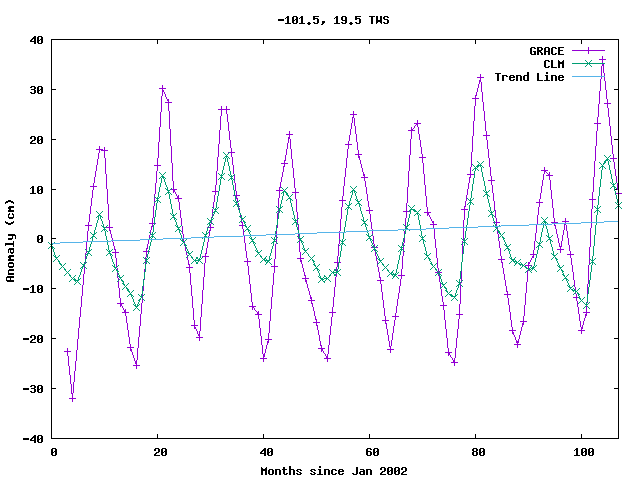 -101.5, 19.5 TWS
GRACE
CLM
Trend Line
40
30
20
10
0
-10
-20
-30
-40
Anomaly (cm)
0 20 40 60 80 100
Months since Jan 2002